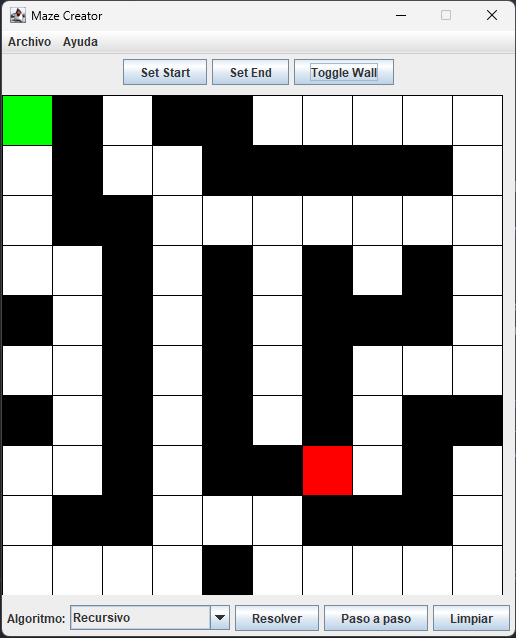 Maze Creator
Archivo Ayuda
Set Start Set End Toggle Wall
Algoritmo: Recursivo Resolver Paso a paso Limpiar